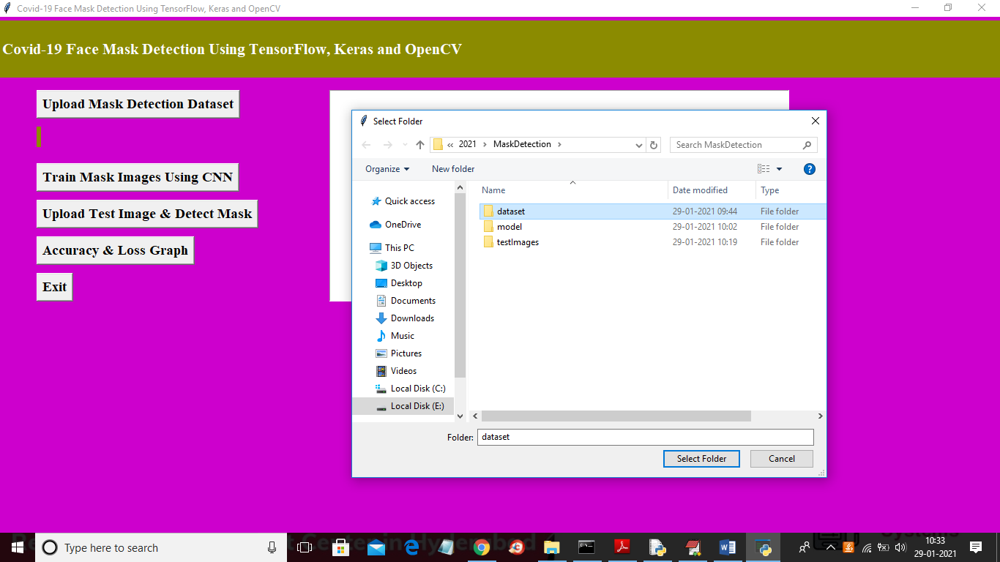 Covid-19 Face Mask Detection Using TensorFlow, Keras and OpenCV
Covid-19 Face Mask Detection Using TensorFlow, Keras and OpenCV
Upload Mask Detection Dataset
Train Mask Images Using CNN
Upload Test Image & Detect Mask
Accuracy & Loss Graph
Exit
Select Folder
« 2021 > MaskDetection >
Search MaskDetection
Organize
New folder
Quick access
OneDrive
This PC
3D Objects
Desktop
Documents
Downloads
Music
Pictures
Videos
Local Disk (C:)
Local Disk (E:)
Name Date modified Type
dataset 29-01-2021 09:44 File folder
model 29-01-2021 10:02 File folder
testImages 29-01-2021 10:19 File folder
Folder: dataset
Select Folder
Cancel
Type here to search
10:33
29-01-2021